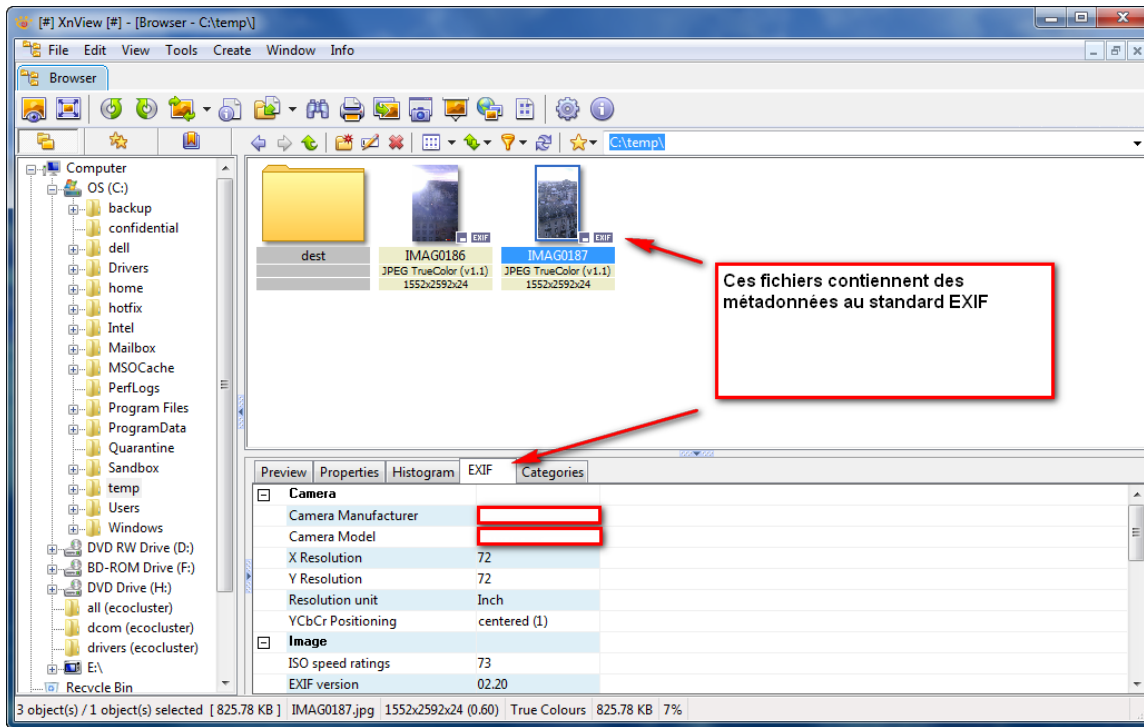 [#] XnView [#] - [Browser - C:\temp\]
File Edit View Tools Create Window Info
Browser
C:\temp\
Computer
OS (C:)
backup
confidential
dell
Drivers
home
hotfix
Intel
Mailbox
MSOCache
PerfLogs
Program Files
ProgramData
Quarantine
Sandbox
temp
Users
Windows
DVD RW Drive (D:)
BD-ROM Drive (F:)
DVD Drive (H:)
all (ecocluster)
dcom (ecocluster)
drivers (ecocluster)
E:\
Recycle Bin
dest
EXIF
IMAG0186
JPEG TrueColor (v1.1)
1552x2592x24
EXIF
IMAG0187
JPEG TrueColor (v1.1)
1552x2592x24
Ces fichiers contiennent des
métadonnées au standard EXIF
Preview Properties Histogram EXIF Categories
Camera
Camera Manufacturer
Camera Model
X Resolution 72
Y Resolution 72
Resolution unit Inch
YCbCr Positioning centered (1)
Image
ISO speed ratings 73
EXIF version 02.20
3 object(s) / 1 object(s) selected [ 825.78 KB ] IMAG0187.jpg 1552x2592x24 (0.60) True Colours 825.78 KB 7%